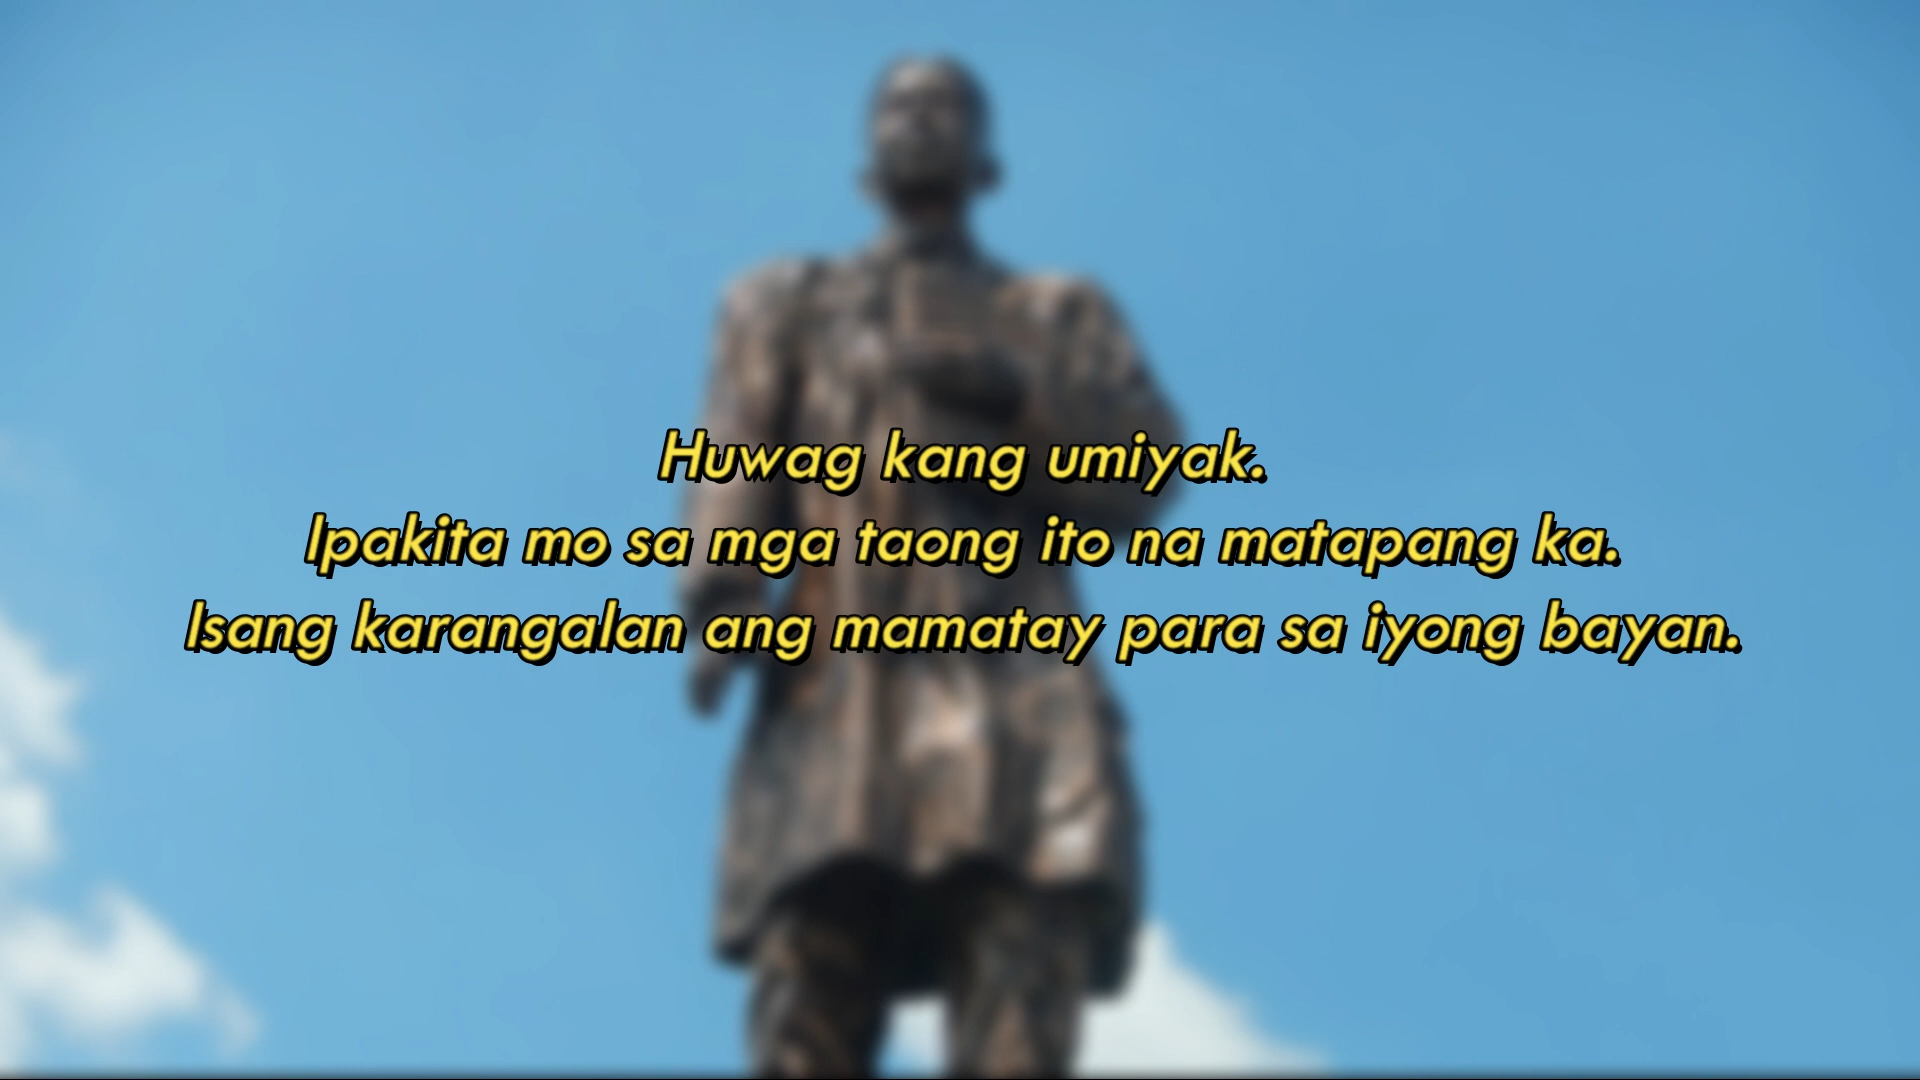 Huwag kang umiyak.
Ipakita mo sa mga taong ito na matapang ka.
Isang karangalan ang mamatay para sa iyong bayan.